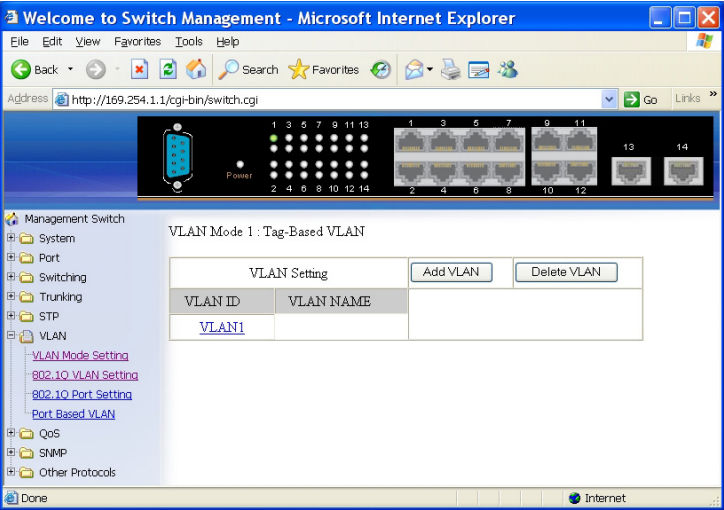 Welcome to Switch Management - Microsoft Internet Explorer
File Edit View Favorites Tools Help
Back Search Favorites
Address http://169.254.1.1/cgi-bin/switch.cgi Go Links »
1 3 5 7 9 11 13
Power
2 4 6 8 10 12 14
1 3 5 7 9 11
13 14
2 4 6 8 10 12
Management Switch
System
Port
Switching
Trunking
STP
VLAN
VLAN Mode Setting
802.1Q VLAN Setting
802.1Q Port Setting
Port Based VLAN
QoS
SNMP
Other Protocols
VLAN Mode 1 : Tag-Based VLAN
VLAN Setting Add VLAN Delete VLAN
VLAN ID VLAN NAME
VLAN1
Done Internet